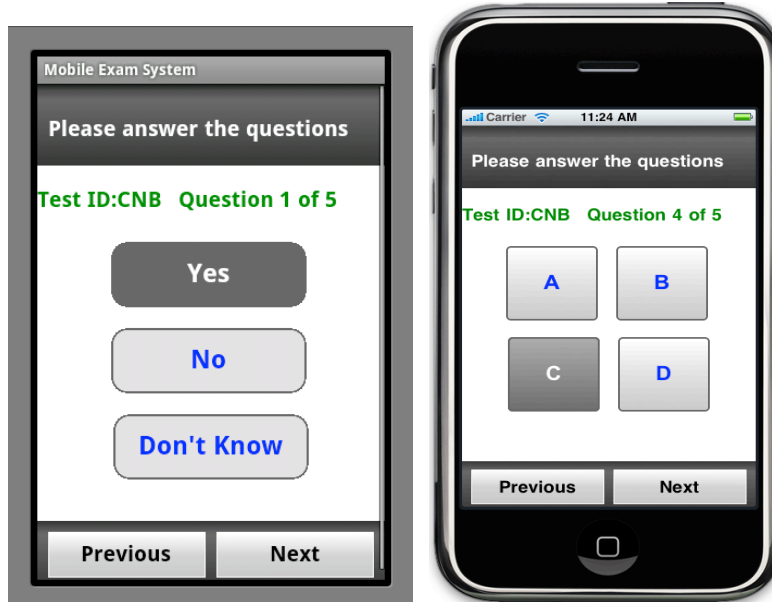 Mobile Exam System
Please answer the questions
Test ID:CNB Question 1 of 5
Yes
No
Don't Know
Previous Next
Carrier 11:24 AM
Please answer the questions
Test ID:CNB Question 4 of 5
A B
C D
Previous Next